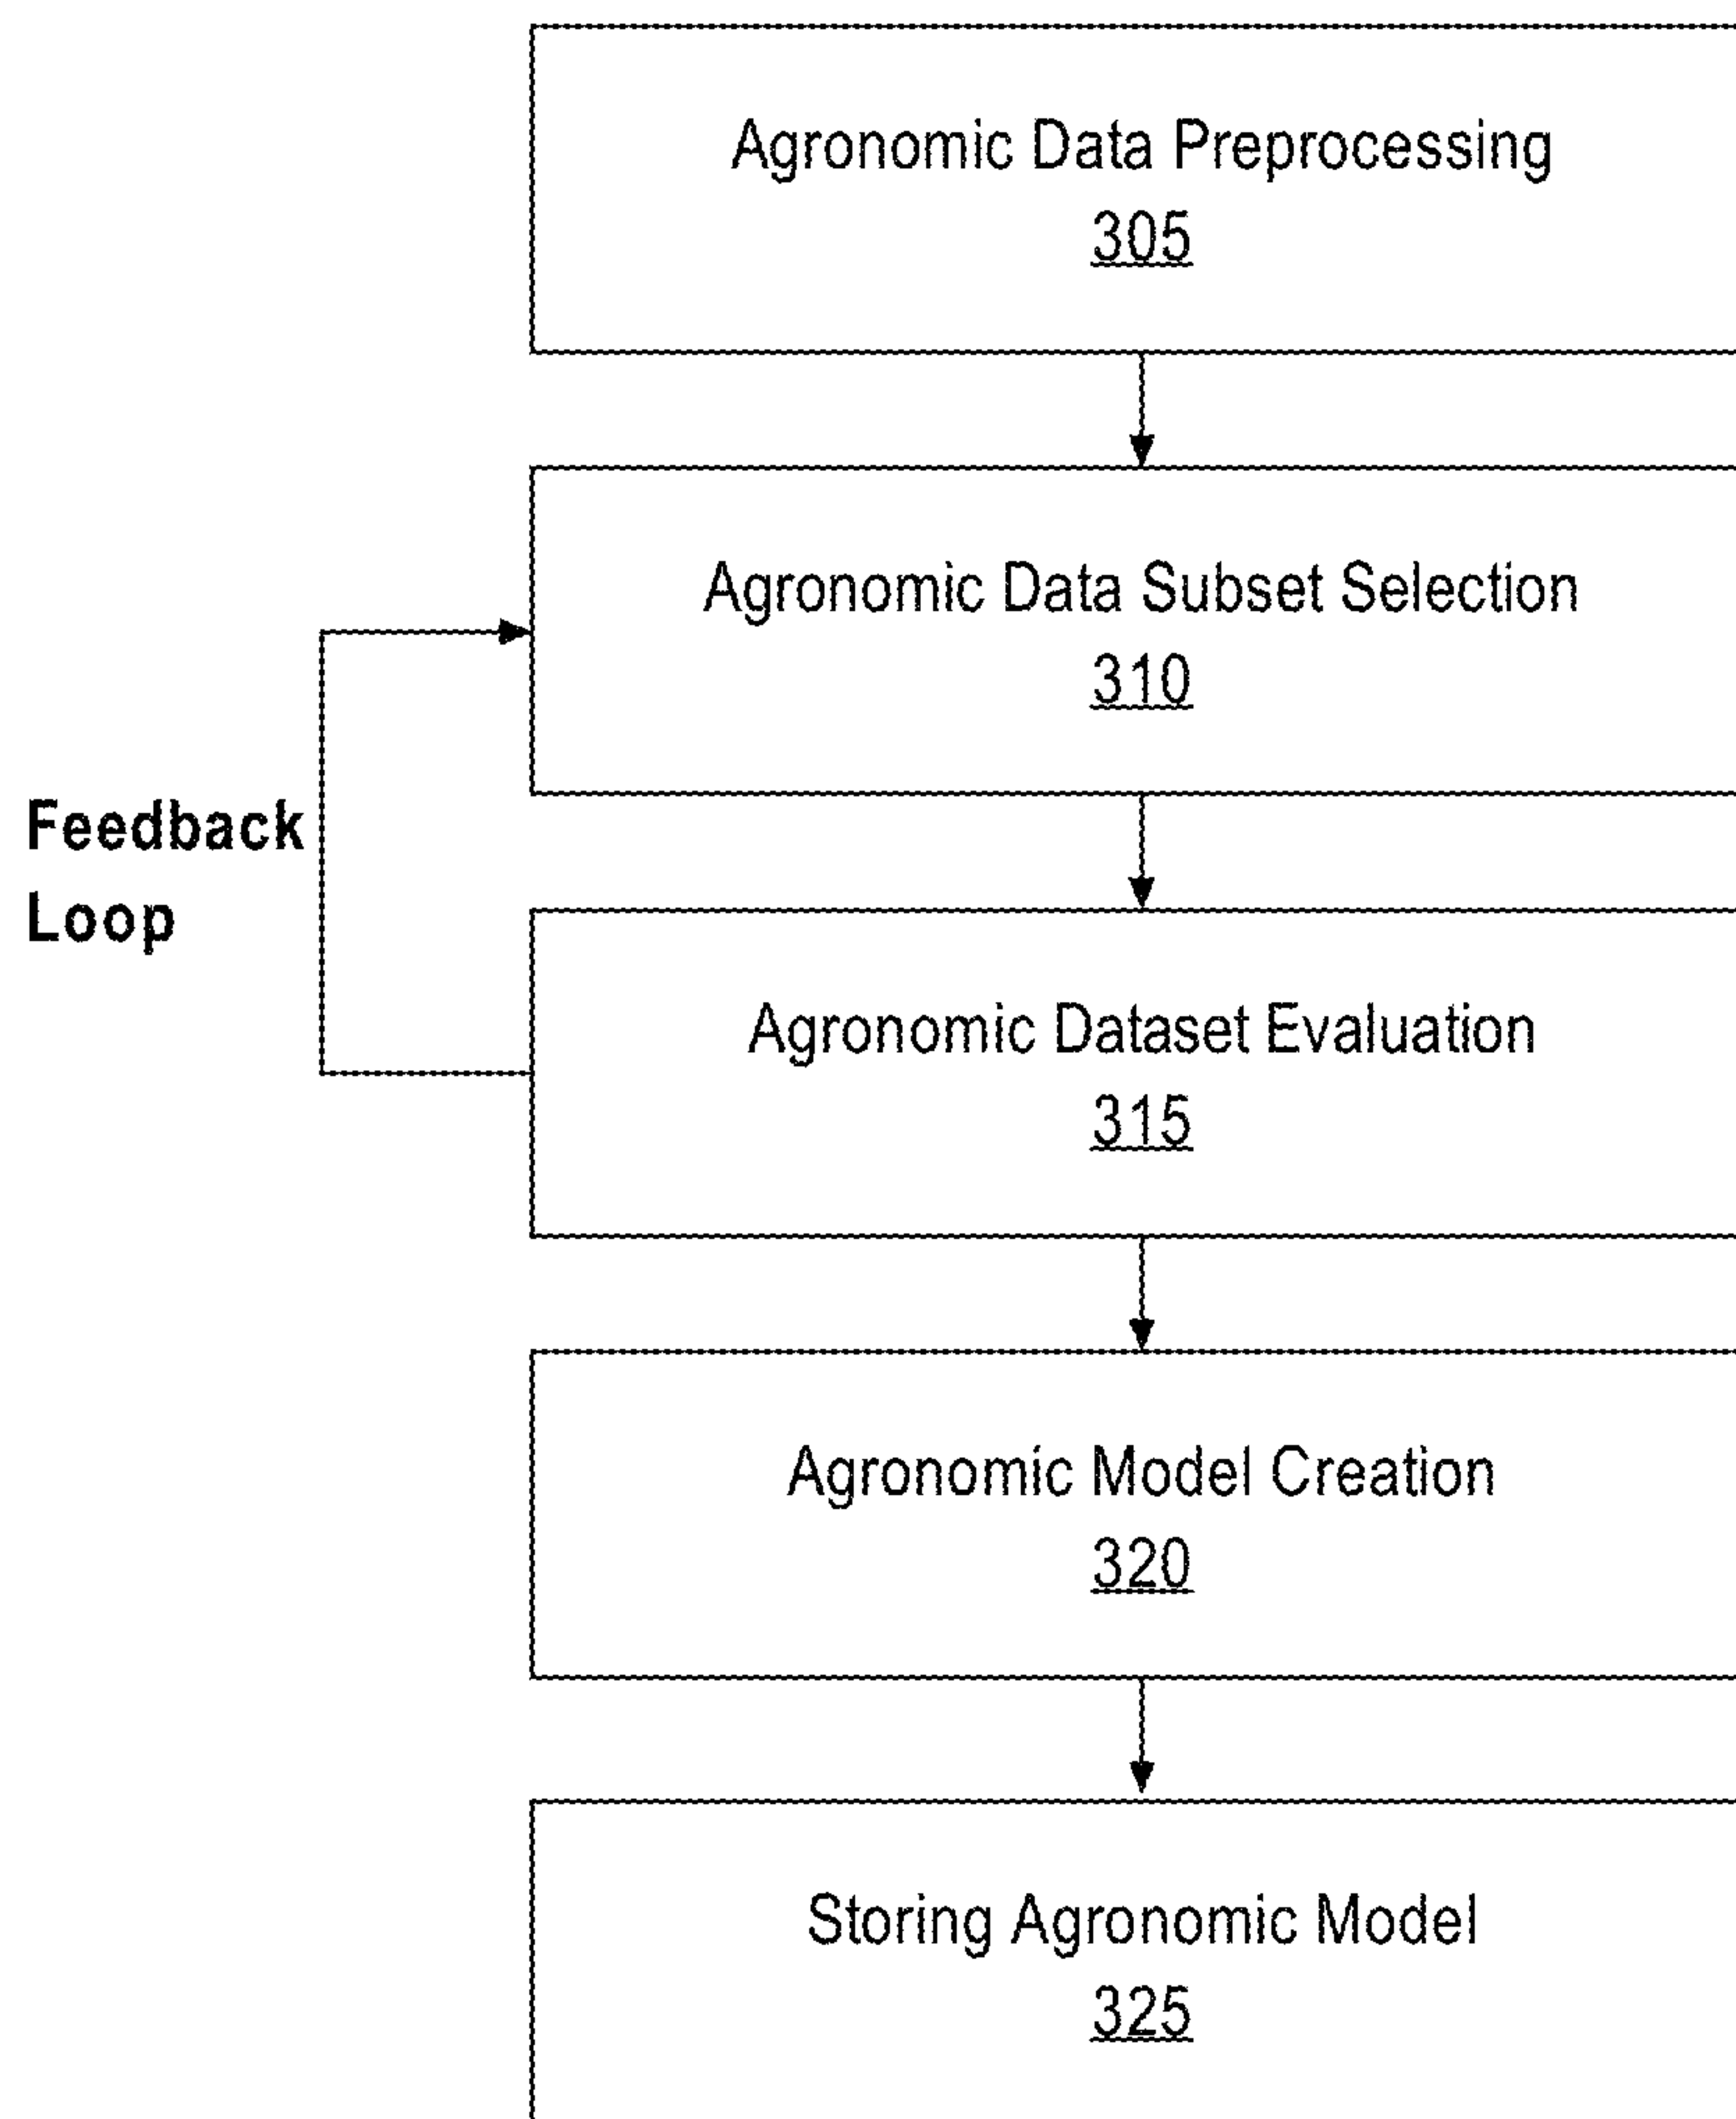 Agronomic Data Preprocessing
305
Agronomic Data Subset Selection
310
Feedback
Loop
Agronomic Dataset Evaluation
315
Agronomic Model Creation
320
Storing Agronomic Model
325